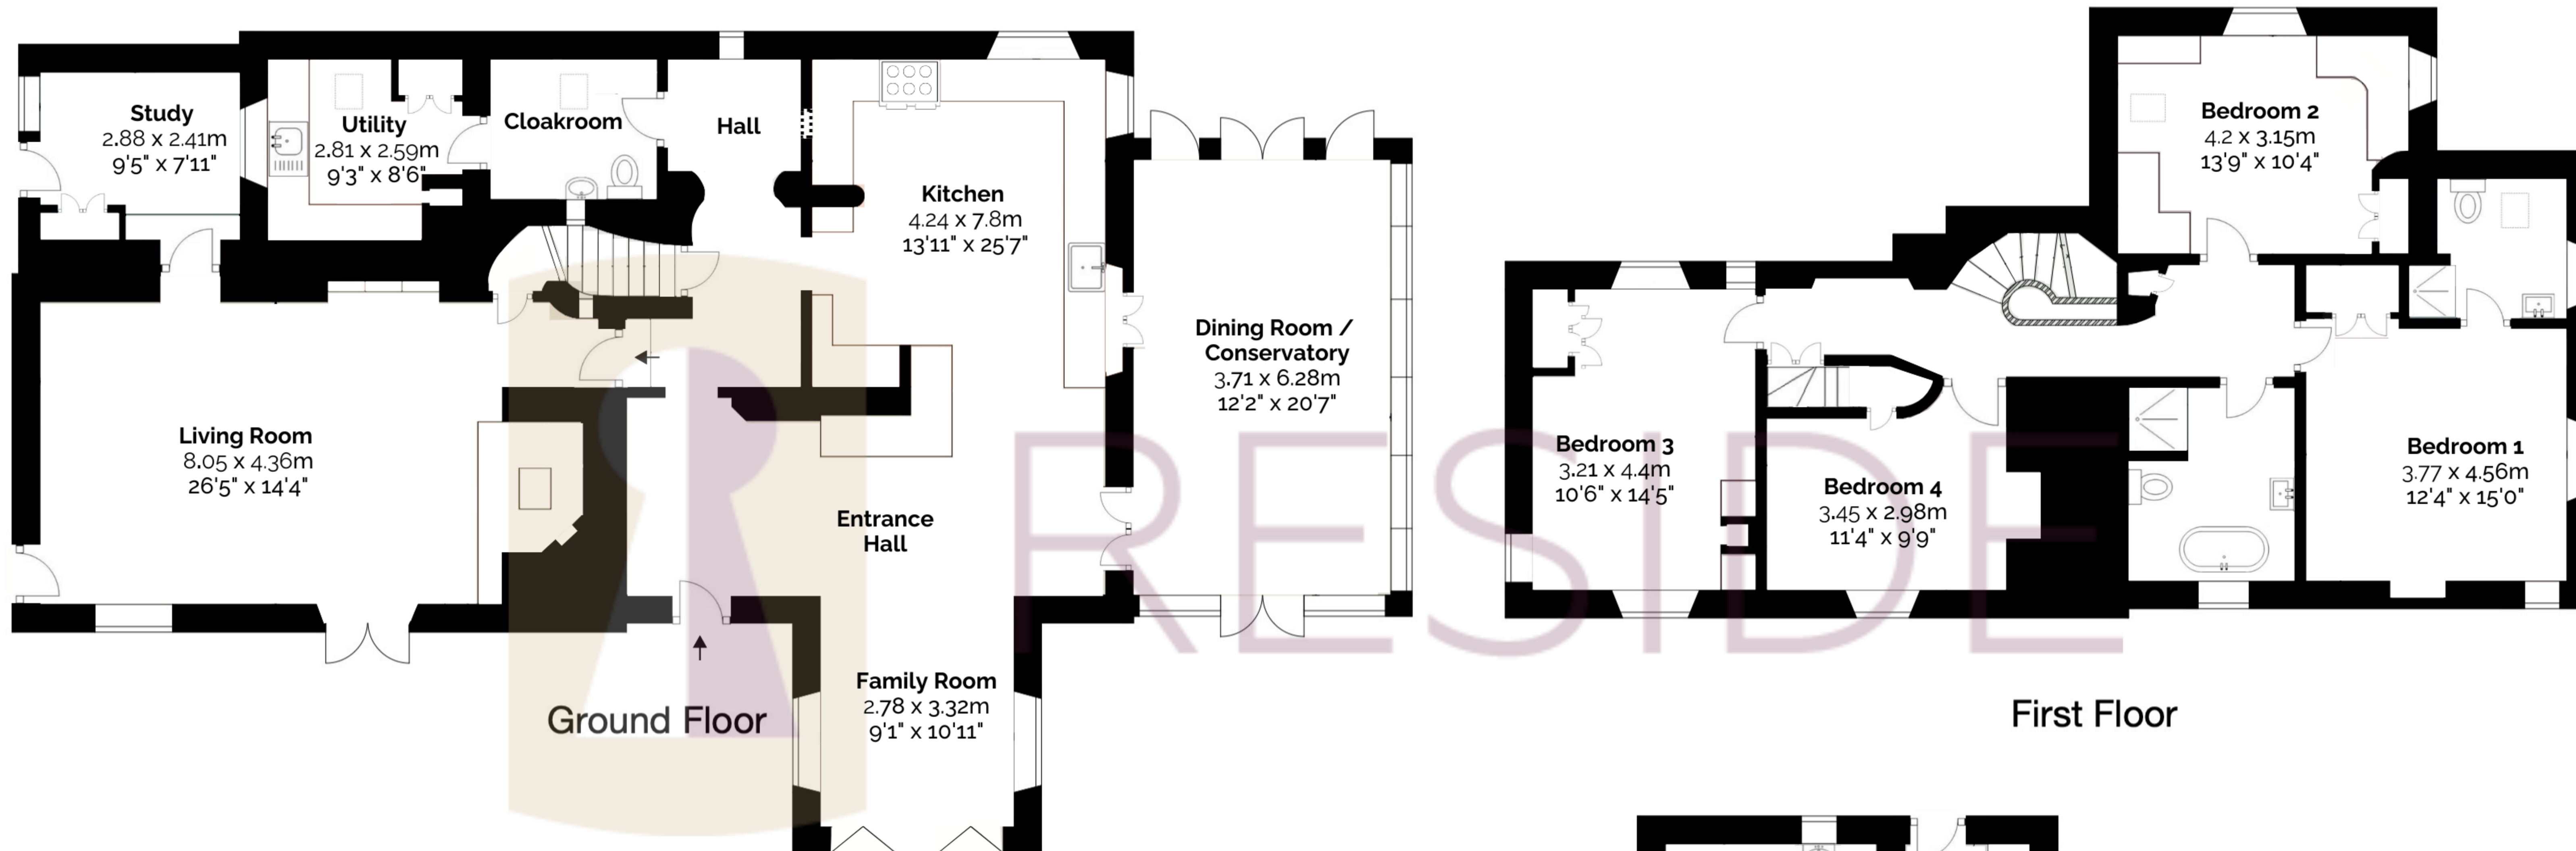 Study
2.88 x 2.41m
9'5" x 7'11"
Utility
2.81 x 2.59m
9'3" x 8'6"
Cloakroom
Hall
Kitchen
4.24 x 7.8m
13'11" x 25'7"
Dining Room /
Conservatory
3.71 x 6.28m
12'2" x 20'7"
Living Room
8.05 x 4.36m
26'5" x 14'4"
Entrance
Hall
Family Room
2.78 x 3.32m
9'1" x 10'11"
Ground Floor
RESIDE
Bedroom 2
4.2 x 3.15m
13'9" x 10'4"
Bedroom 3
3.21 x 4.4m
10'6" x 14'5"
Bedroom 4
3.45 x 2.98m
11'4" x 9'9"
Bedroom 1
3.77 x 4.56m
12'4" x 15'0"
First Floor